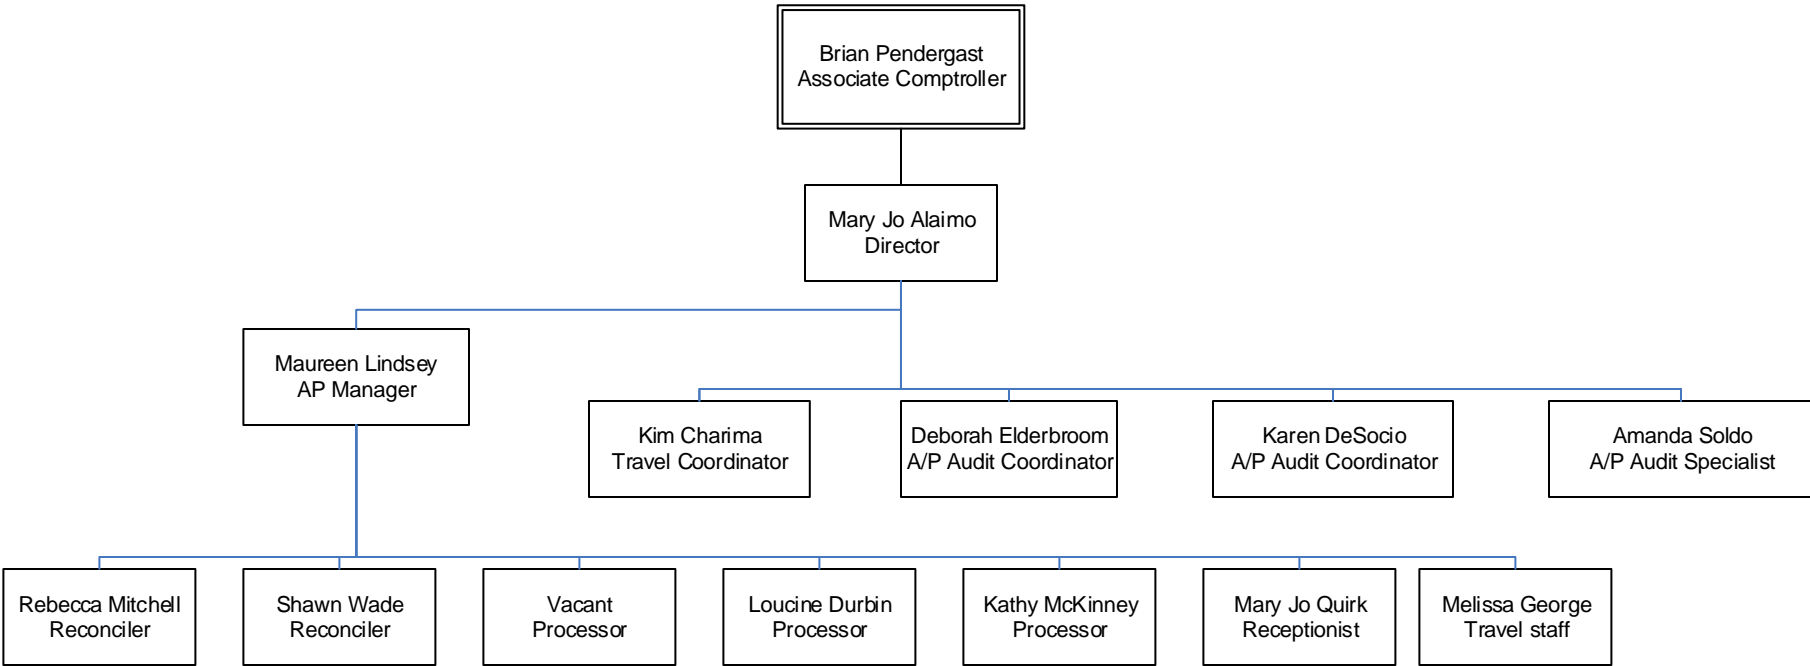 Brian Pendergast
Associate Comptroller
Mary Jo Alaimo
Director
Maureen Lindsey
AP Manager
Kim Charima
Travel Coordinator
Deborah Elderbroom
A/P Audit Coordinator
Karen DeSocio
A/P Audit Coordinator
Amanda Soldo
A/P Audit Specialist
Rebecca Mitchell
Reconciler
Shawn Wade
Reconciler
Vacant
Processor
Loucine Durbin
Processor
Kathy McKinney
Processor
Mary Jo Quirk
Receptionist
Melissa George
Travel staff